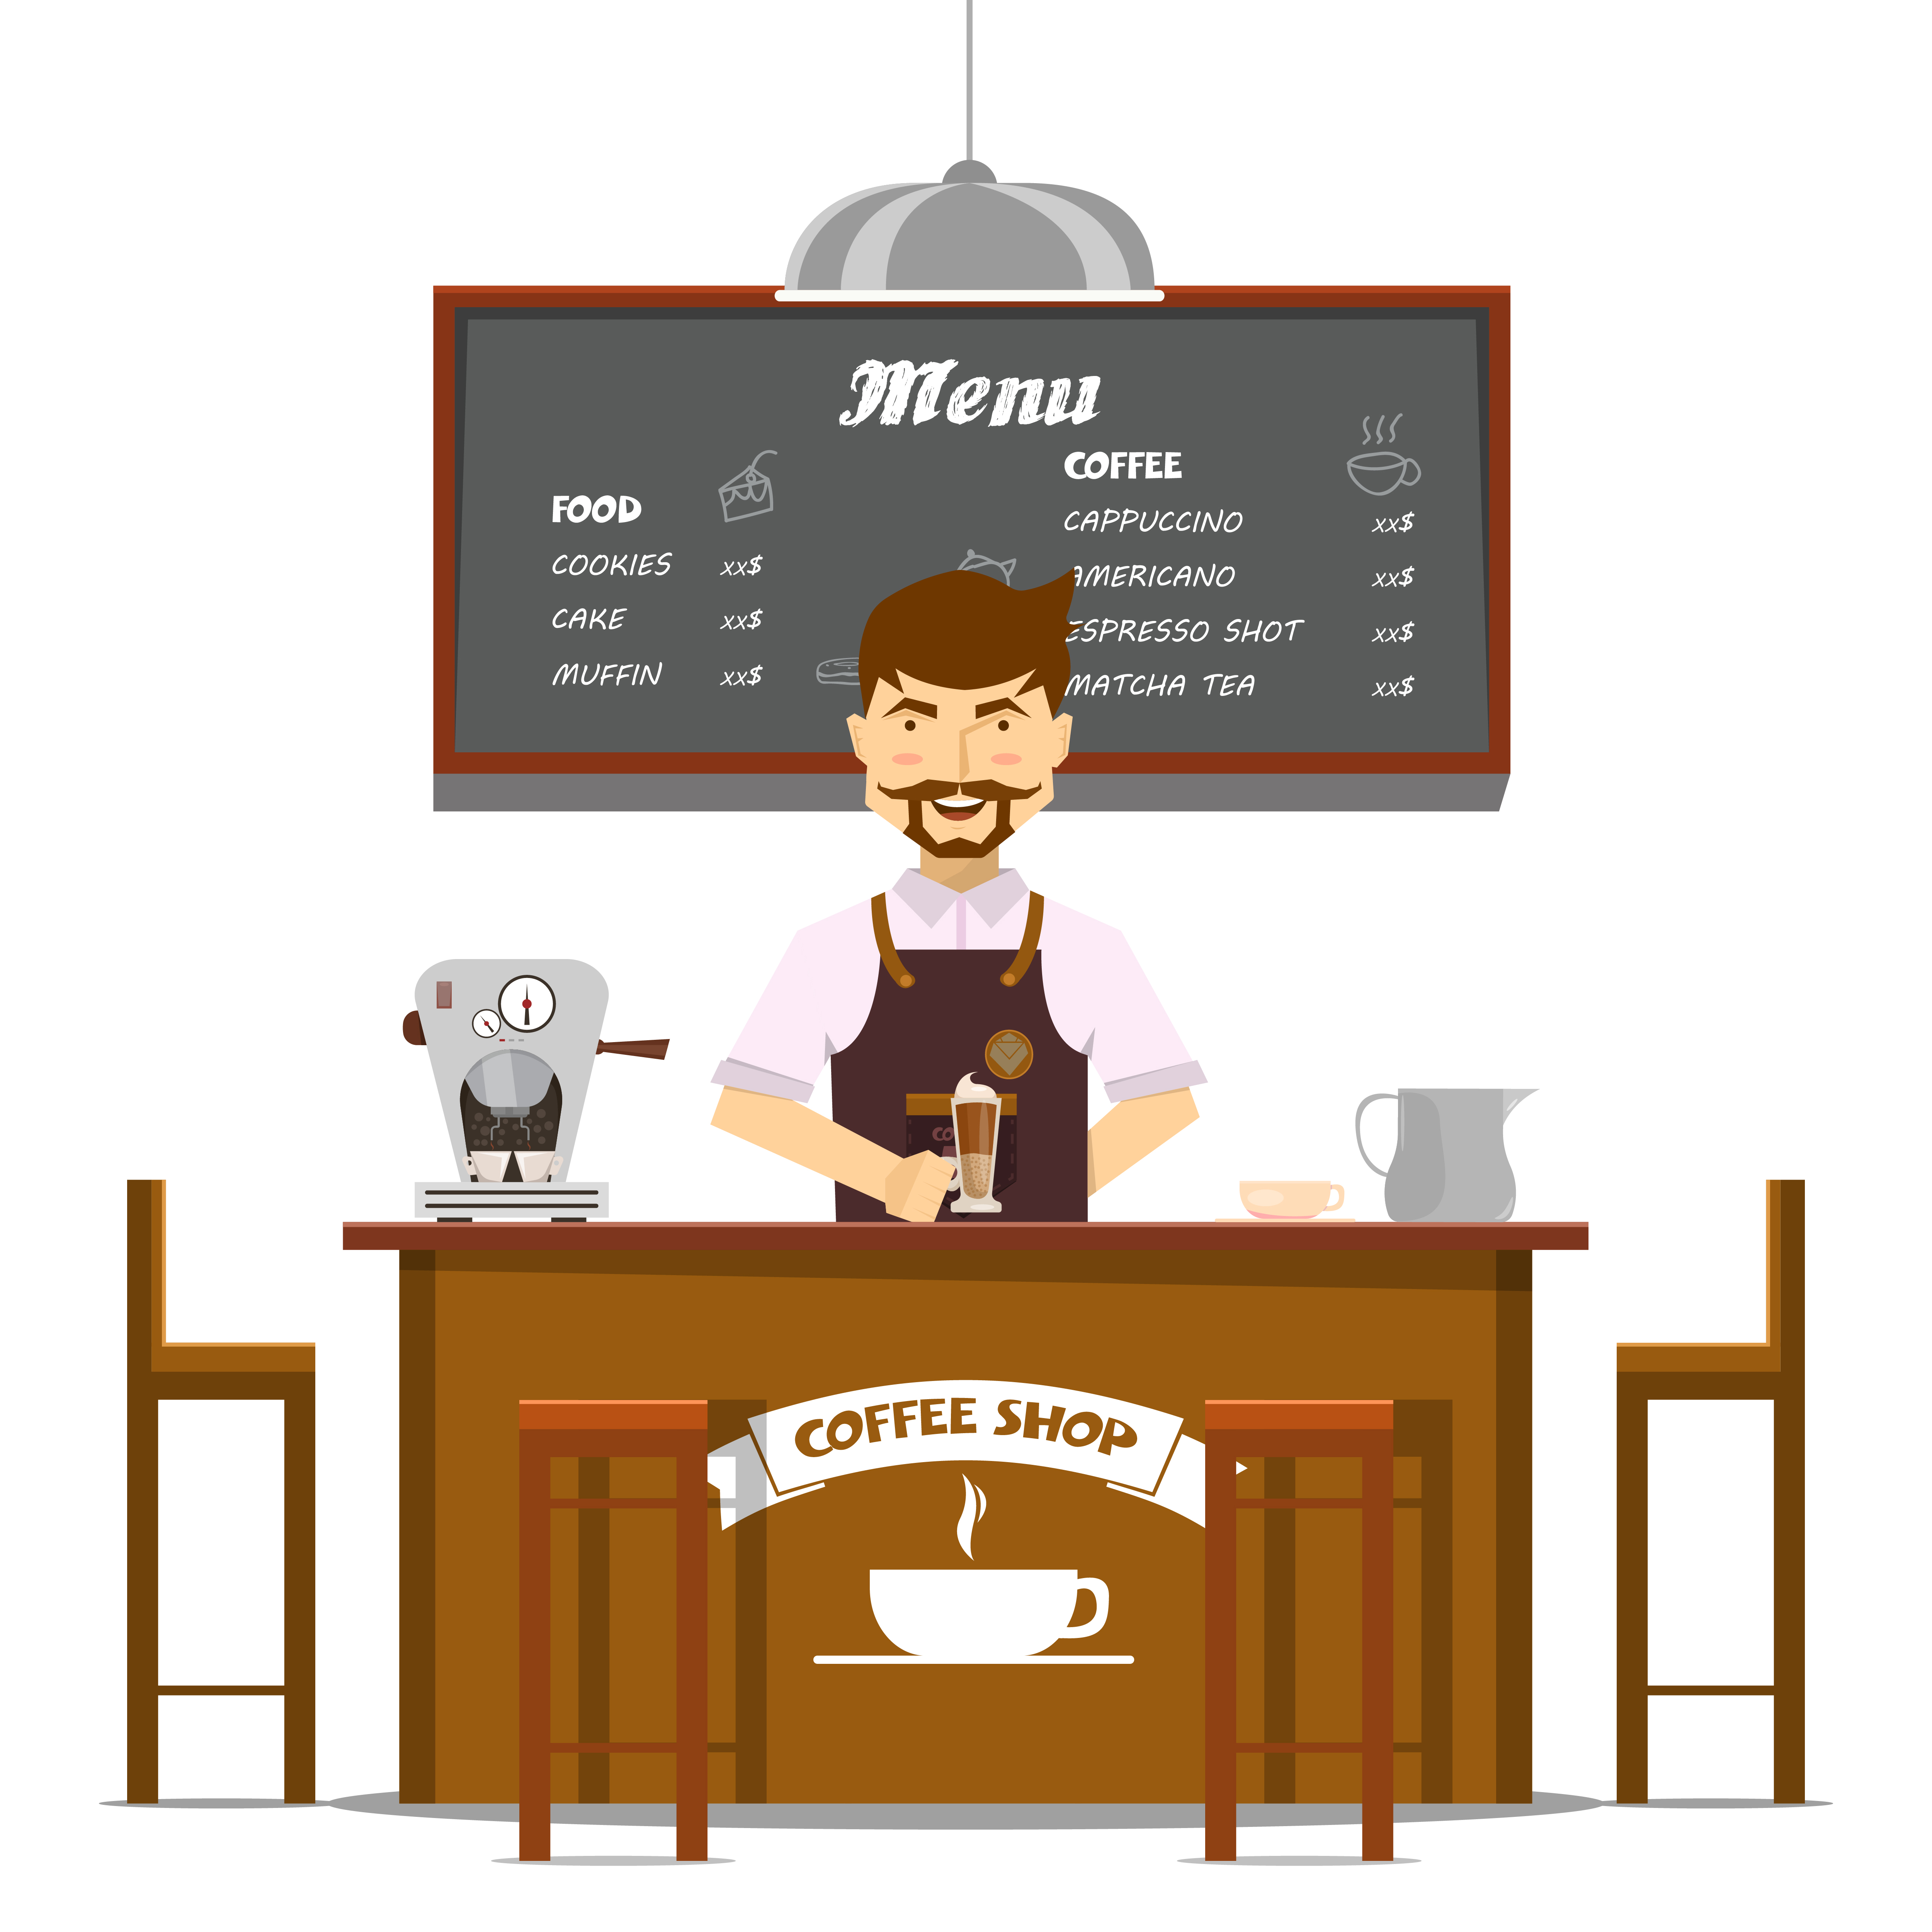 Menu
FOOD
COOKIES xx$
CAKE xx$
MUFFIN xx$
COFFEE
CAPPUCCINO xx$
AMERICANO xx$
ESPRESSO SHOT xx$
MATCHA TEA xx$
COFFEE SHOP